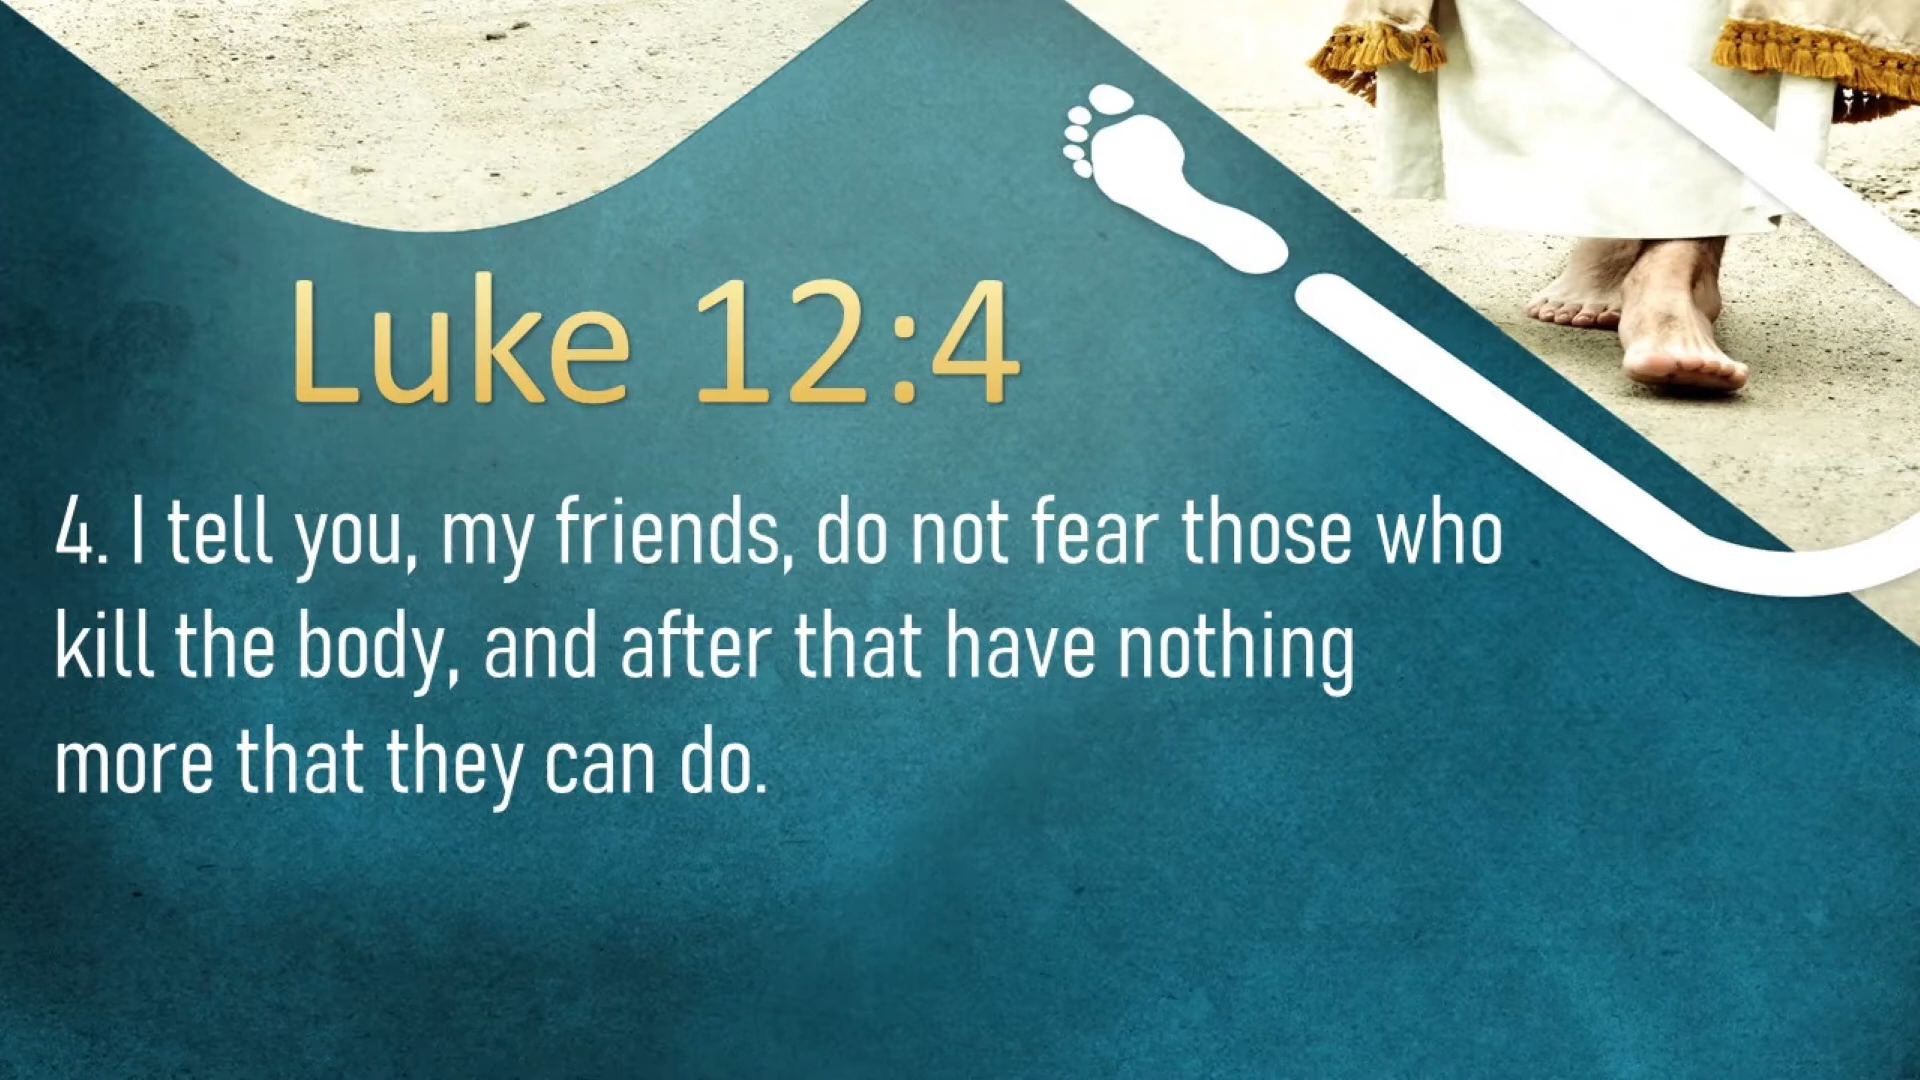 Luke 12:4
4. I tell you, my friends, do not fear those who
kill the body, and after that have nothing
more that they can do.